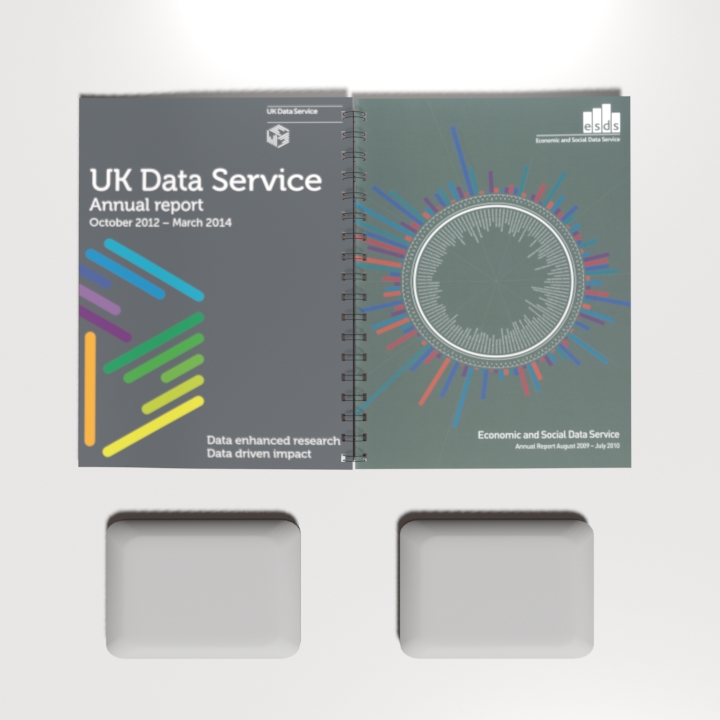 UK Data Service
UK Data Service
Annual report
October 2012 – March 2014
Data enhanced research
Data driven impact
esds
Economic and Social Data Service
Economic and Social Data Service
Annual Report August 2009 – July 2010